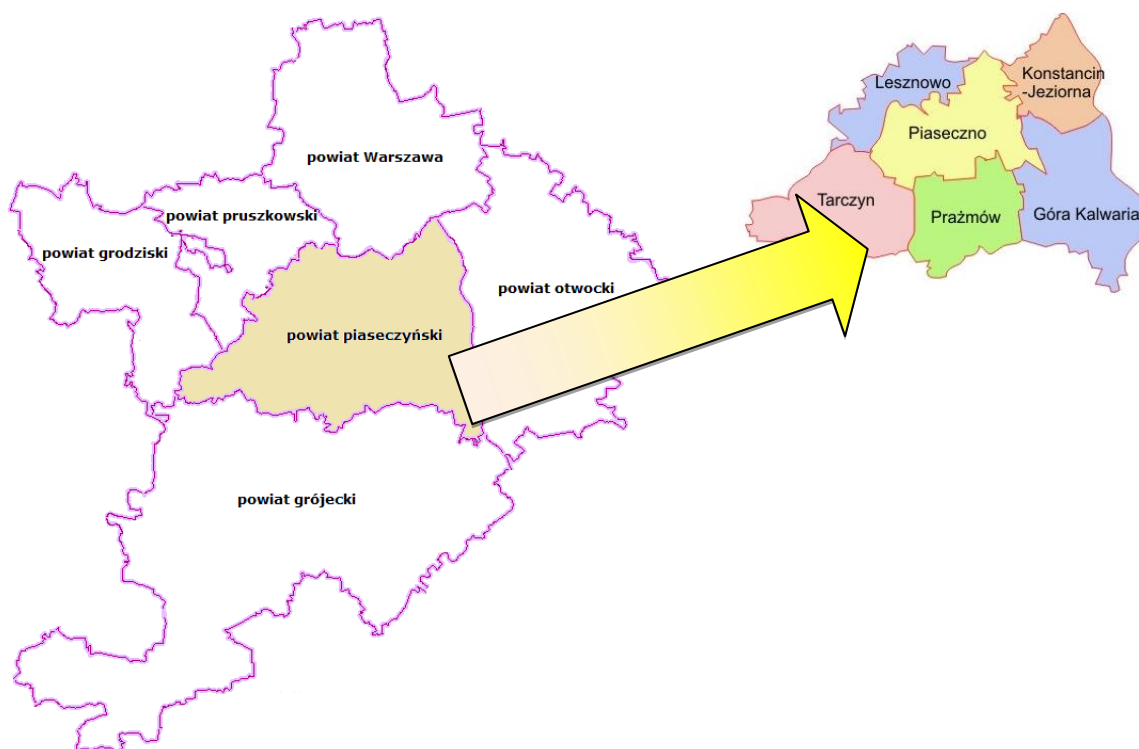 powiat Warszawa
powiat pruszkowski
powiat grodziski
powiat otwocki
powiat piaseczyński
powiat grójecki
Lesznowo
Konstancin
-Jeziorna
Piaseczno
Tarczyn
Prażmów
Góra Kalwaria